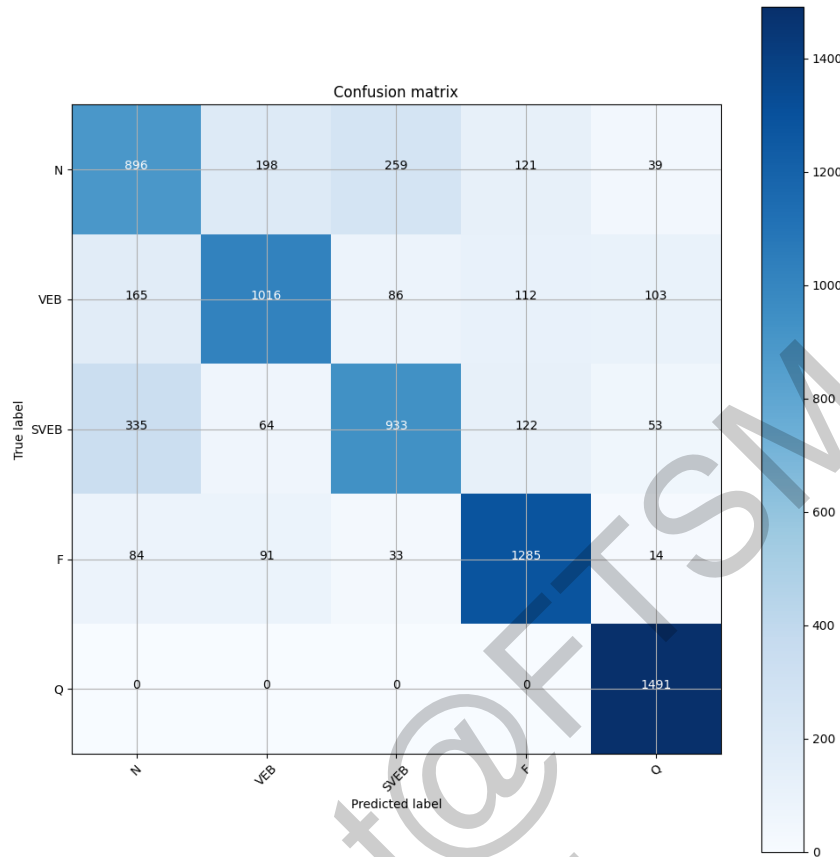 Confusion matrix
N 896 198 259 121 39
VEB 165 1016 86 112 103
SVEB 335 64 933 122 53
F 84 91 33 1285 14
Q 0 0 0 0 1491
True label
N VEB SVEB F Q
Predicted label
1400
1200
1000
800
600
400
200
0
t@FTSM